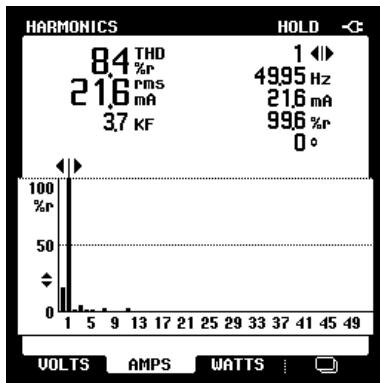 HARMONICS HOLD
8.4 THD %r
21.6 rms mA
3.7 KF
1
49.95 Hz
21.6 mA
99.6 %r
0 °
100
%r
50
0
1 5 9 13 17 21 25 29 33 37 41 45 49
VOLTS AMPS WATTS